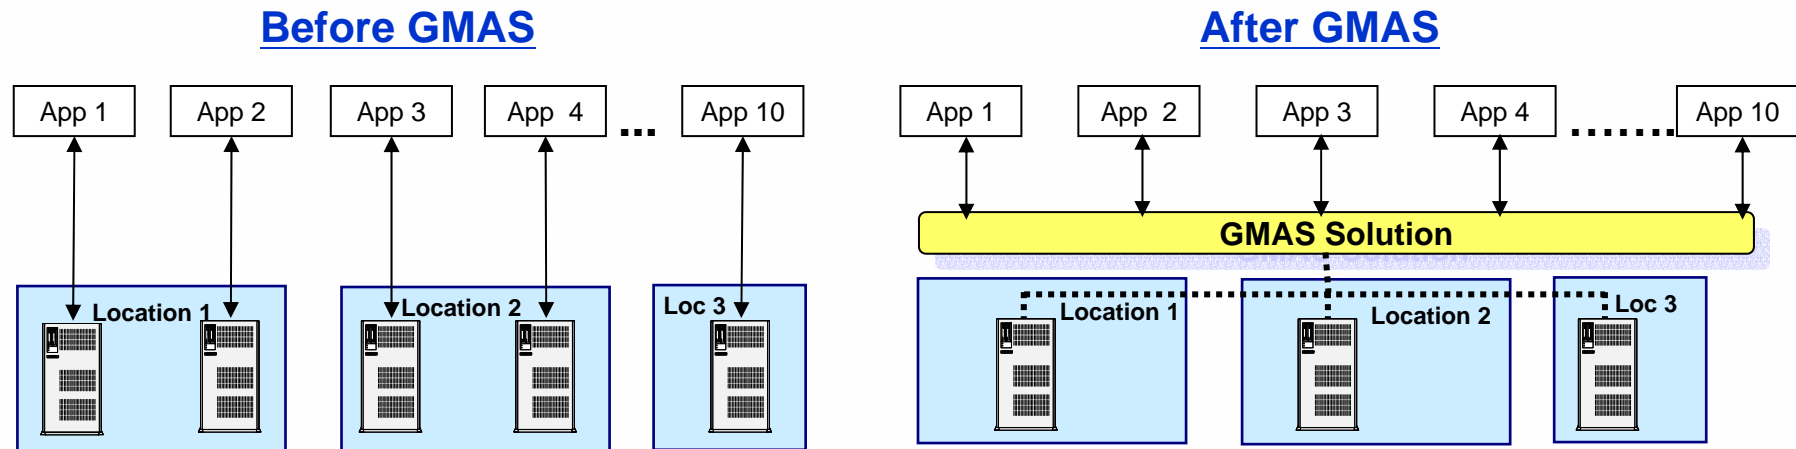 Before GMAS
App 1
App 2
App 3
App 4
...
App 10
Location 1
Location 2
Loc 3
After GMAS
App 1
App 2
App 3
App 4
........
App 10
GMAS Solution
Location 1
Location 2
Loc 3